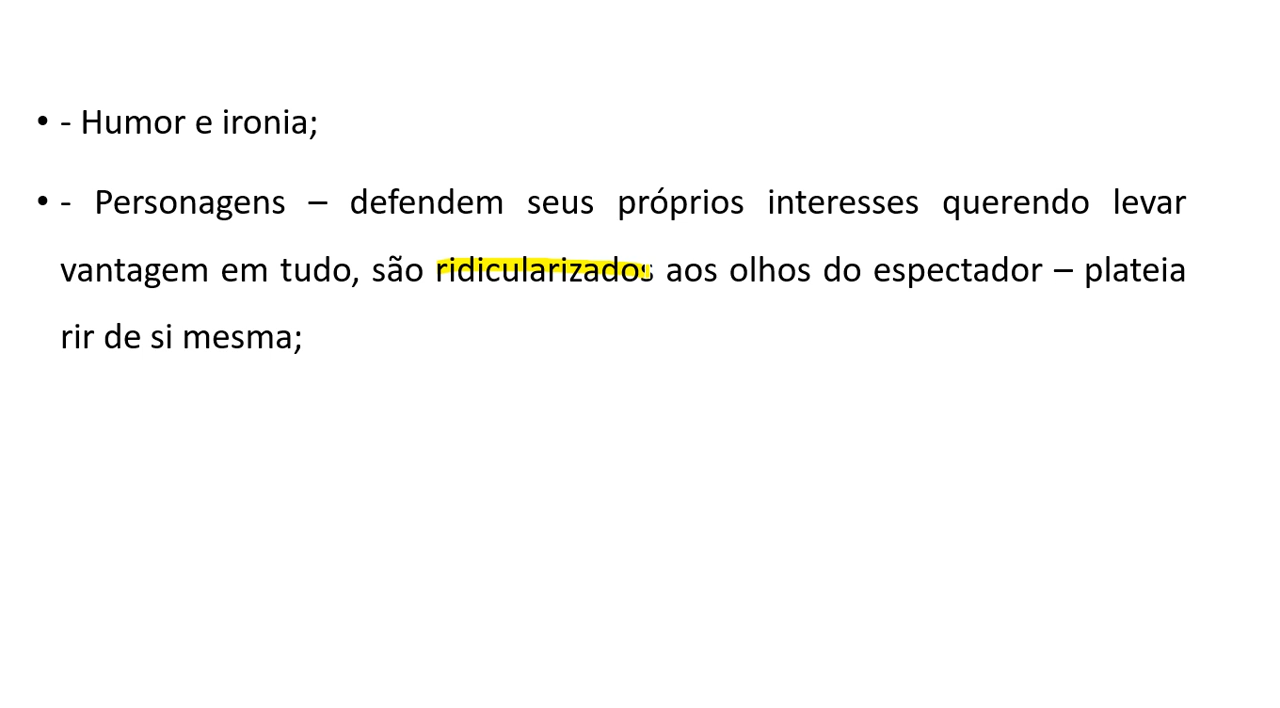 • - Humor e ironia;
• - Personagens – defendem seus próprios interesses querendo levar
vantagem em tudo, são ridicularizados aos olhos do espectador – plateia
rir de si mesma;